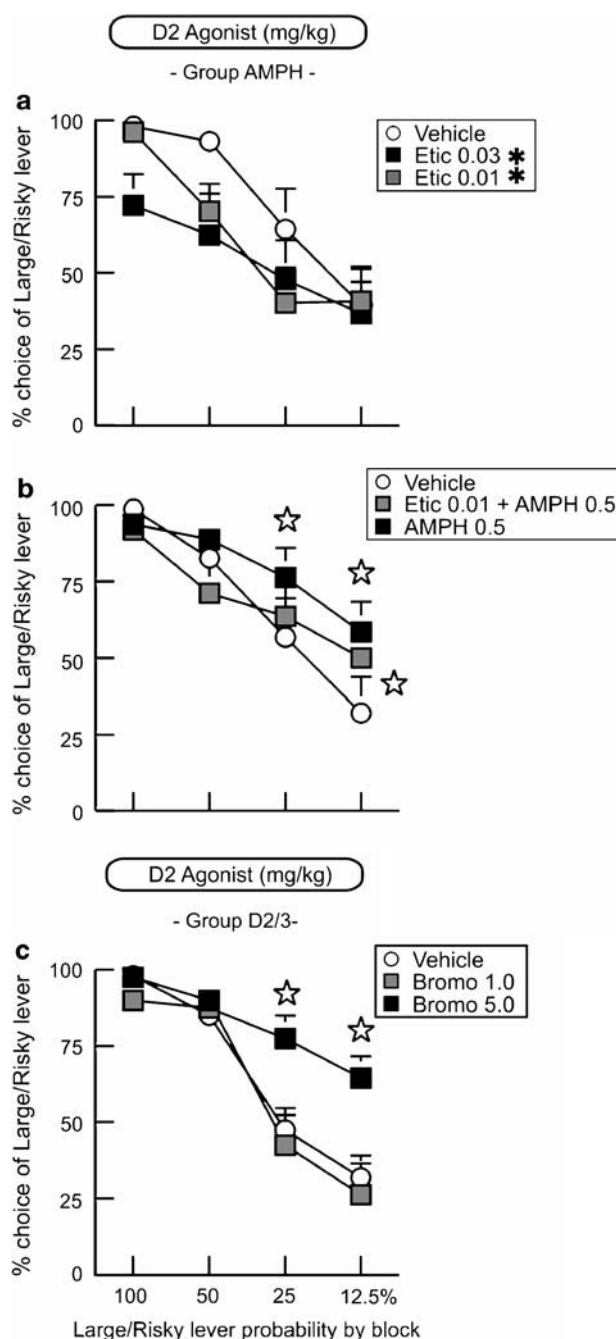 D2 Agonist (mg/kg)
- Group AMPH -
a
% choice of Large/Risky lever
100
75
50
25
0
Vehicle
Etic 0.03 *
Etic 0.01 *
b
% choice of Large/Risky lever
100
75
50
25
0
Vehicle
Etic 0.01 + AMPH 0.5
AMPH 0.5
D2 Agonist (mg/kg)
- Group D2/3-
c
% choice of Large/Risky lever
100
75
50
25
0
Vehicle
Bromo 1.0
Bromo 5.0
100 50 25 12.5%
Large/Risky lever probability by block